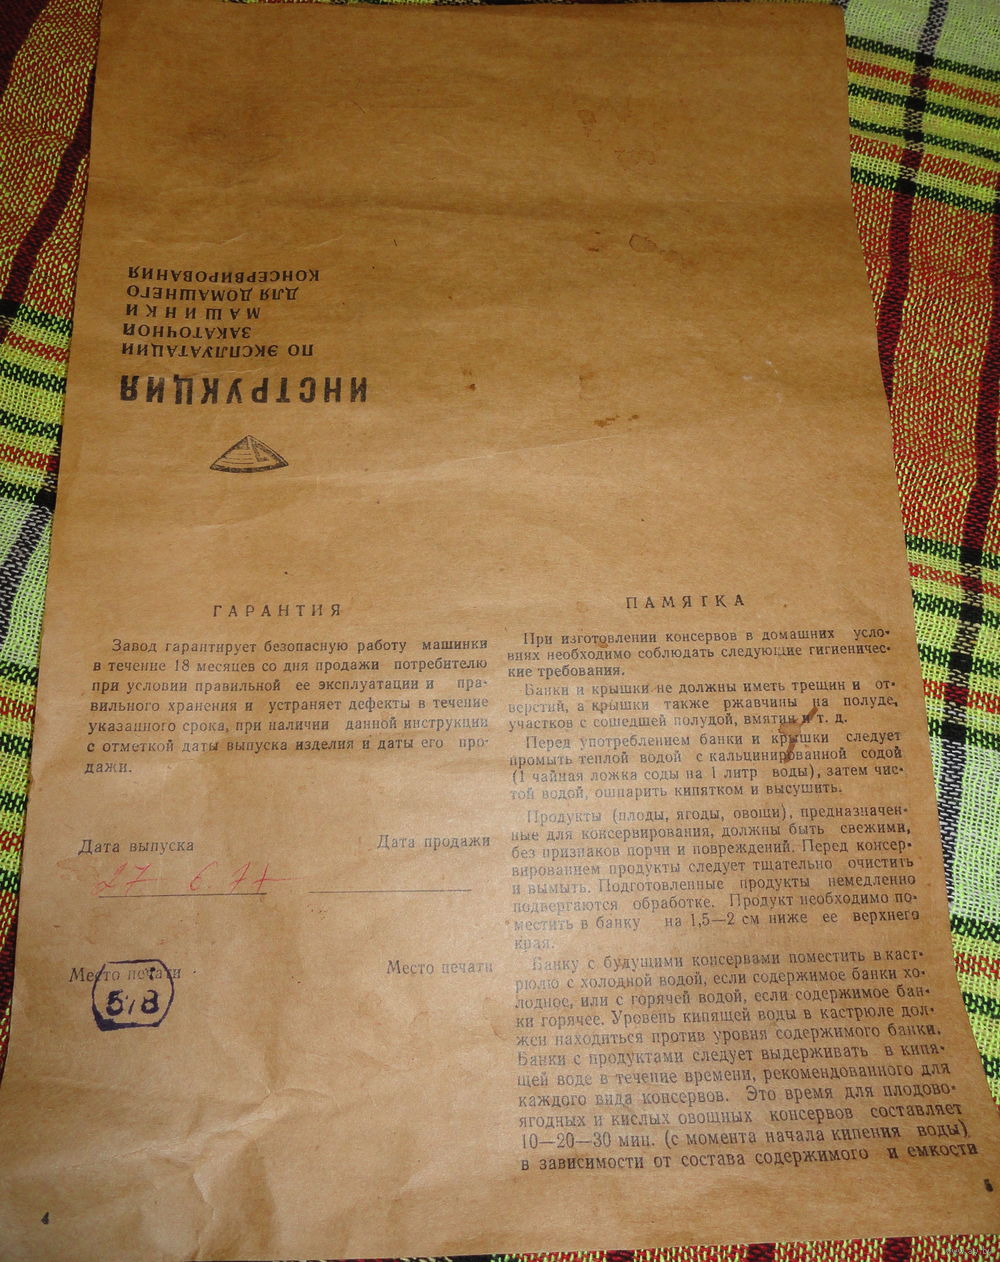 ИНСТРУКЦИЯ
ПО ЭКСПЛУАТАЦИИ
ЗАКАТОЧНОЙ
МАШИНКИ
ДЛЯ ДОМАШНЕГО
КОНСЕРВИРОВАНИЯ
ГАРАНТИЯ
Завод гарантирует безопасную работу машинки
в течение 18 месяцев со дня продажи потребителю
при условии правильной ее эксплуатации и пра-
вильного хранения и устраняет дефекты в течение
указанного срока, при наличии данной инструкции
с отметкой даты выпуска изделия и даты его про-
дажи.
Дата выпуска
Дата продажи
27 6 77
Место печати
Место печати
578
4
ПАМЯТКА
При изготовлении консервов в домашних усло-
виях необходимо соблюдать следующие гигиеничес-
кие требования.
Банки и крышки не должны иметь трещин и от-
верстий, а крышки также ржавчины на полуде,
участков с сошедшей полудой, вмятин и т. д.
Перед употреблением банки и крышки следует
промыть теплой водой с кальцинированной содой
(1 чайная ложка соды на 1 литр воды), затем чис-
той водой, ошпарить кипятком и высушить.
Продукты (плоды, ягоды, овощи), предназначен-
ные для консервирования, должны быть свежими,
без признаков порчи и повреждений. Перед консер-
вированием продукты следует тщательно очистить
и вымыть. Подготовленные продукты немедленно
подвергаются обработке. Продукт необходимо по-
местить в банку на 1,5—2 см ниже ее верхнего
края.
Банку с будущими консервами поместить в каст-
рюлю с холодной водой, если содержимое банки хо-
лодное, или с горячей водой, если содержимое бан-
ки горячее. Уровень кипящей воды в кастрюле дол-
жен находиться против уровня содержимого банки.
Банки с продуктами следует выдерживать в кипя-
щей воде в течение времени, рекомендованного для
каждого вида консервов. Это время для плодово-
ягодных и кислых овощных консервов составляет
10—20—30 мин. (с момента начала кипения воды)
в зависимости от состава содержимого и емкости
5